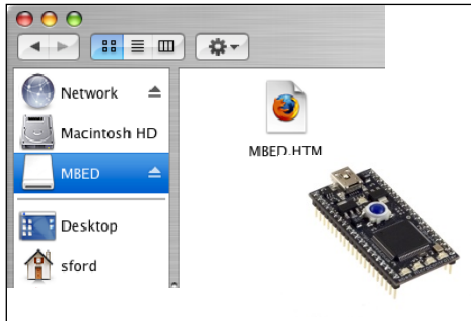 Network
Macintosh HD
MBED
Desktop
sford
MBED.HTM